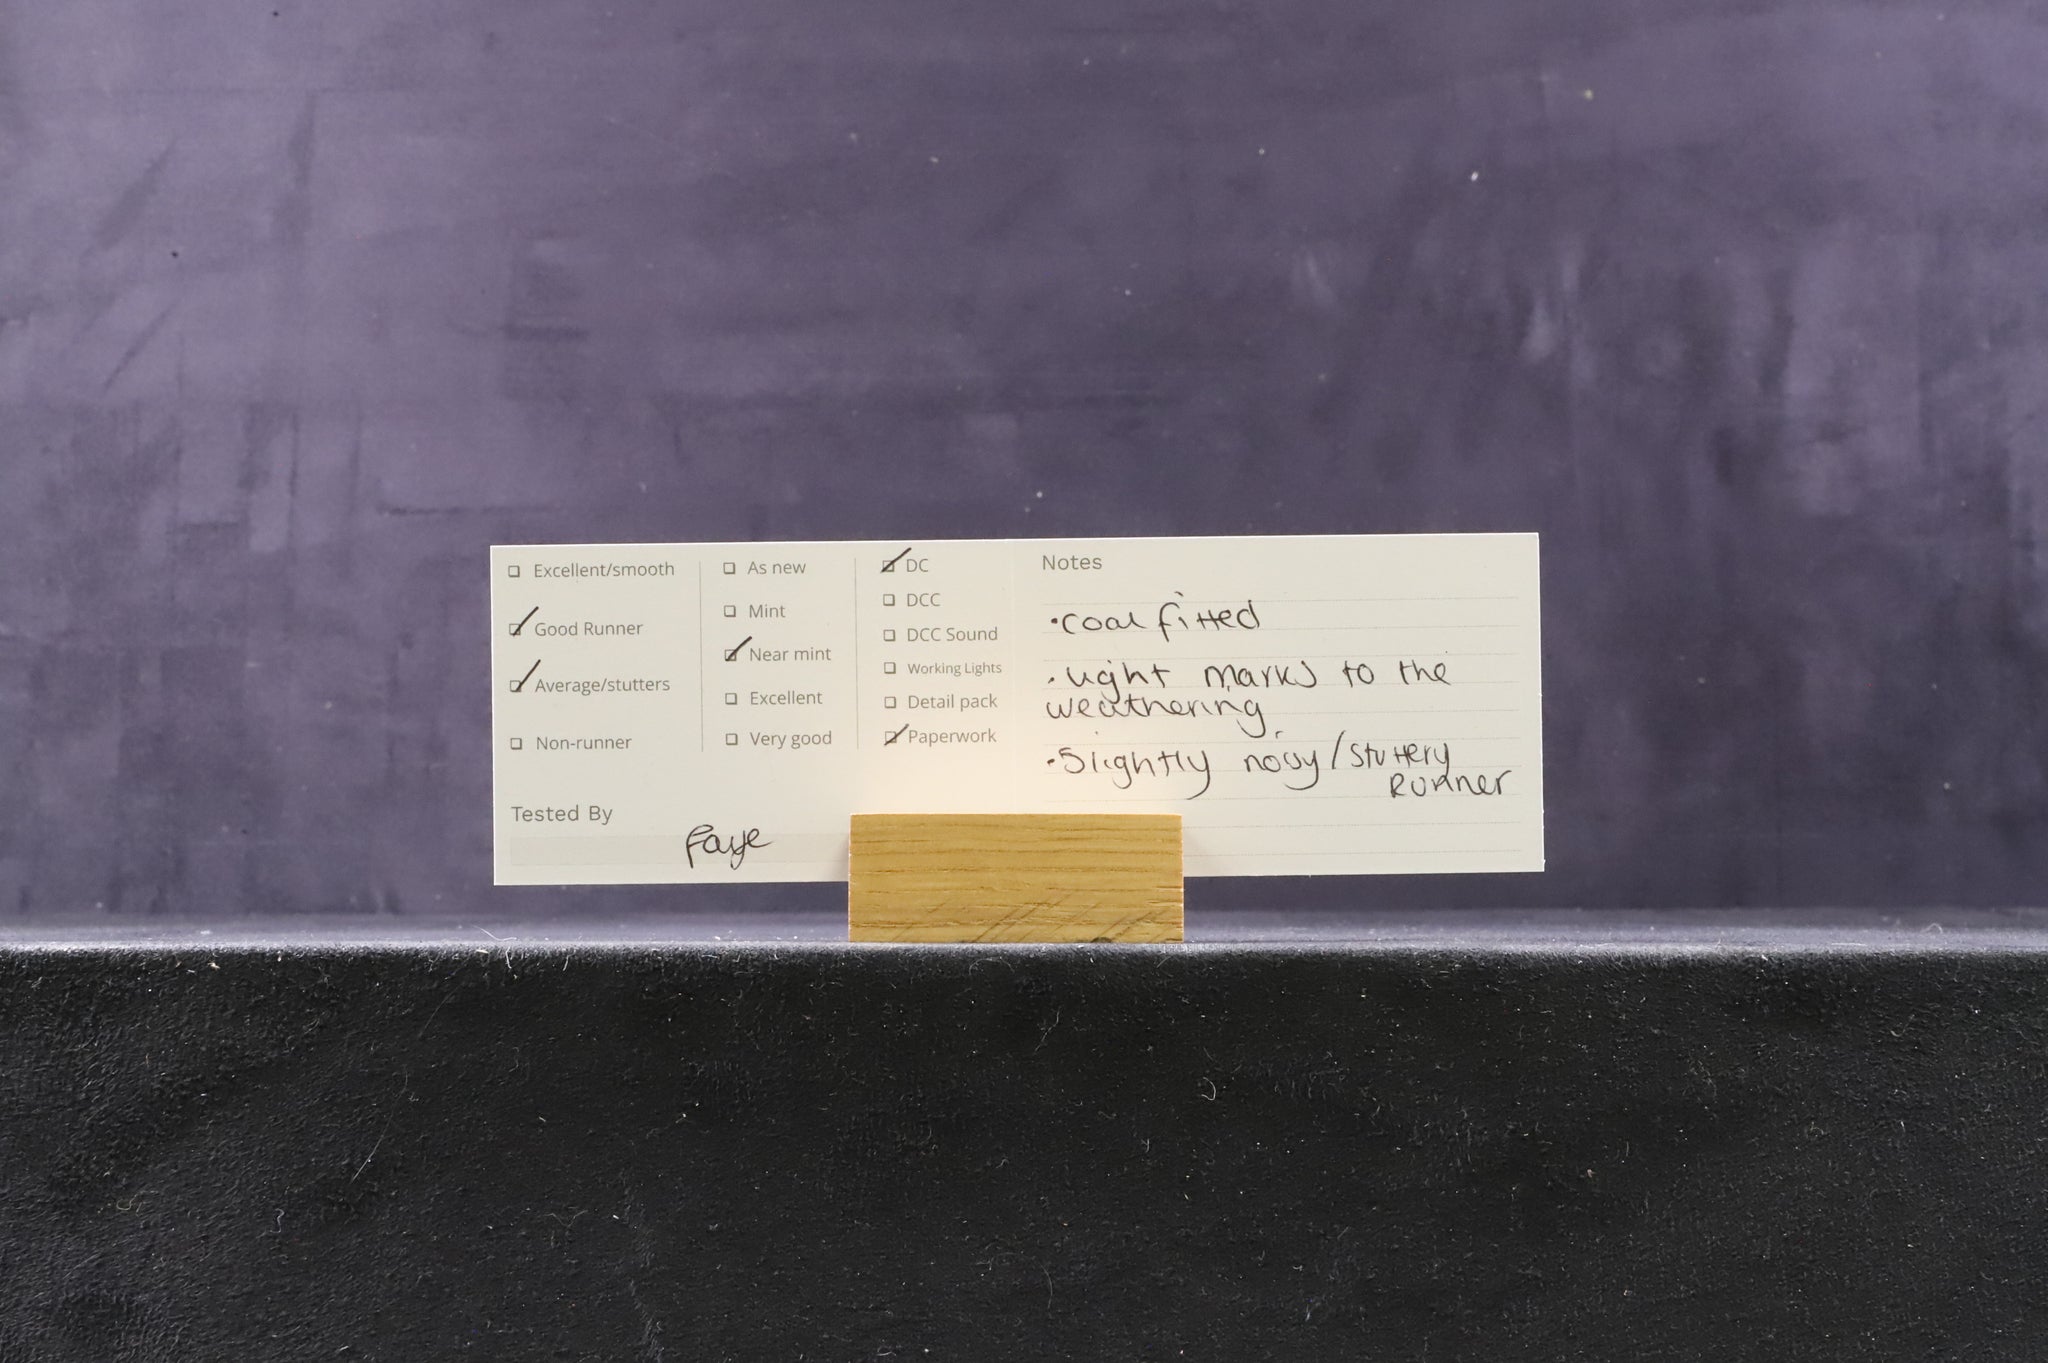 Excellent/smooth
Good Runner
Average/stutters
Non-runner
As new
Mint
Near mint
Excellent
Very good
DC
DCC
DCC Sound
Working Lights
Detail pack
Paperwork
Tested By
Faye
Notes
•coal fitted
•Light marks to the
weathering
•Slightly noisy/stuttery
Runner